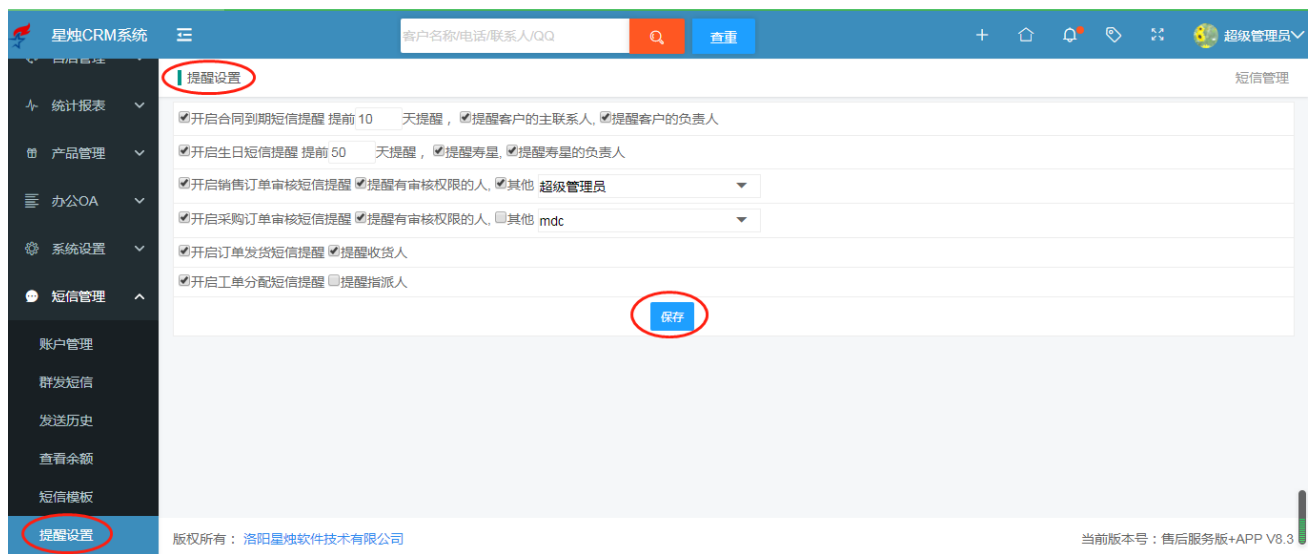 星烛CRM系统
客户名称/电话/联系人/QQ
查重
超级管理员
售后管理
提醒设置
短信管理
统计报表
开启合同到期短信提醒 提前 10 天提醒，提醒客户的主联系人, 提醒客户的负责人
产品管理
开启生日短信提醒 提前 50 天提醒，提醒寿星, 提醒寿星的负责人
开启销售订单审核短信提醒 提醒有审核权限的人, 其他 超级管理员
办公OA
开启采购订单审核短信提醒 提醒有审核权限的人, 其他 mdc
系统设置
开启订单发货短信提醒 提醒收货人
开启工单分配短信提醒 提醒指派人
短信管理
保存
账户管理
群发短信
发送历史
查看余额
短信模板
提醒设置
版权所有： 洛阳星烛软件技术有限公司
当前版本号：售后服务版+APP V8.3